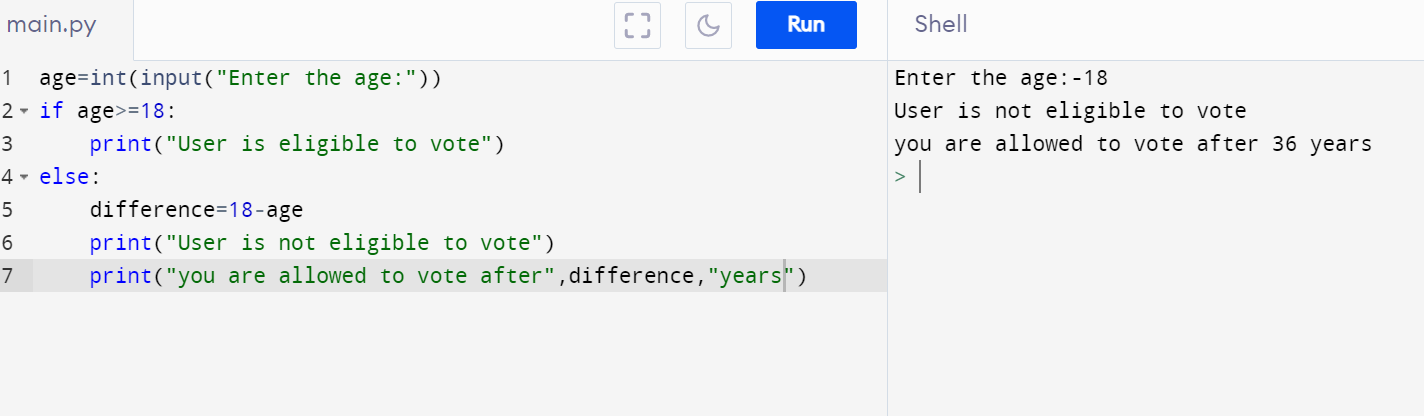 main.py
Run
Shell
1 age=int(input("Enter the age:"))
2 if age>=18:
3     print("User is eligible to vote")
4 else:
5     difference=18-age
6     print("User is not eligible to vote")
7     print("you are allowed to vote after",difference,"years")
Enter the age:-18
User is not eligible to vote
you are allowed to vote after 36 years
>